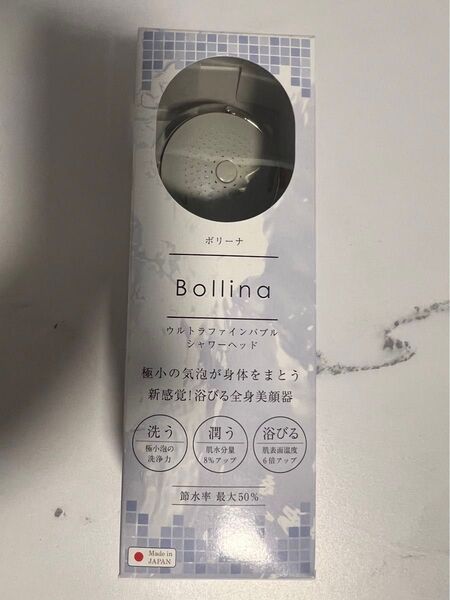 ボリーナ
Bollina
ウルトラファインバブル
シャワーヘッド
極小の気泡が身体をまとう
新感覚!浴びる全身美顔器
洗う
極小泡の
洗浄力
潤う
肌水分量
8%アップ
浴びる
肌表面温度
6倍アップ
節水率 最大50%
Made in
JAPAN